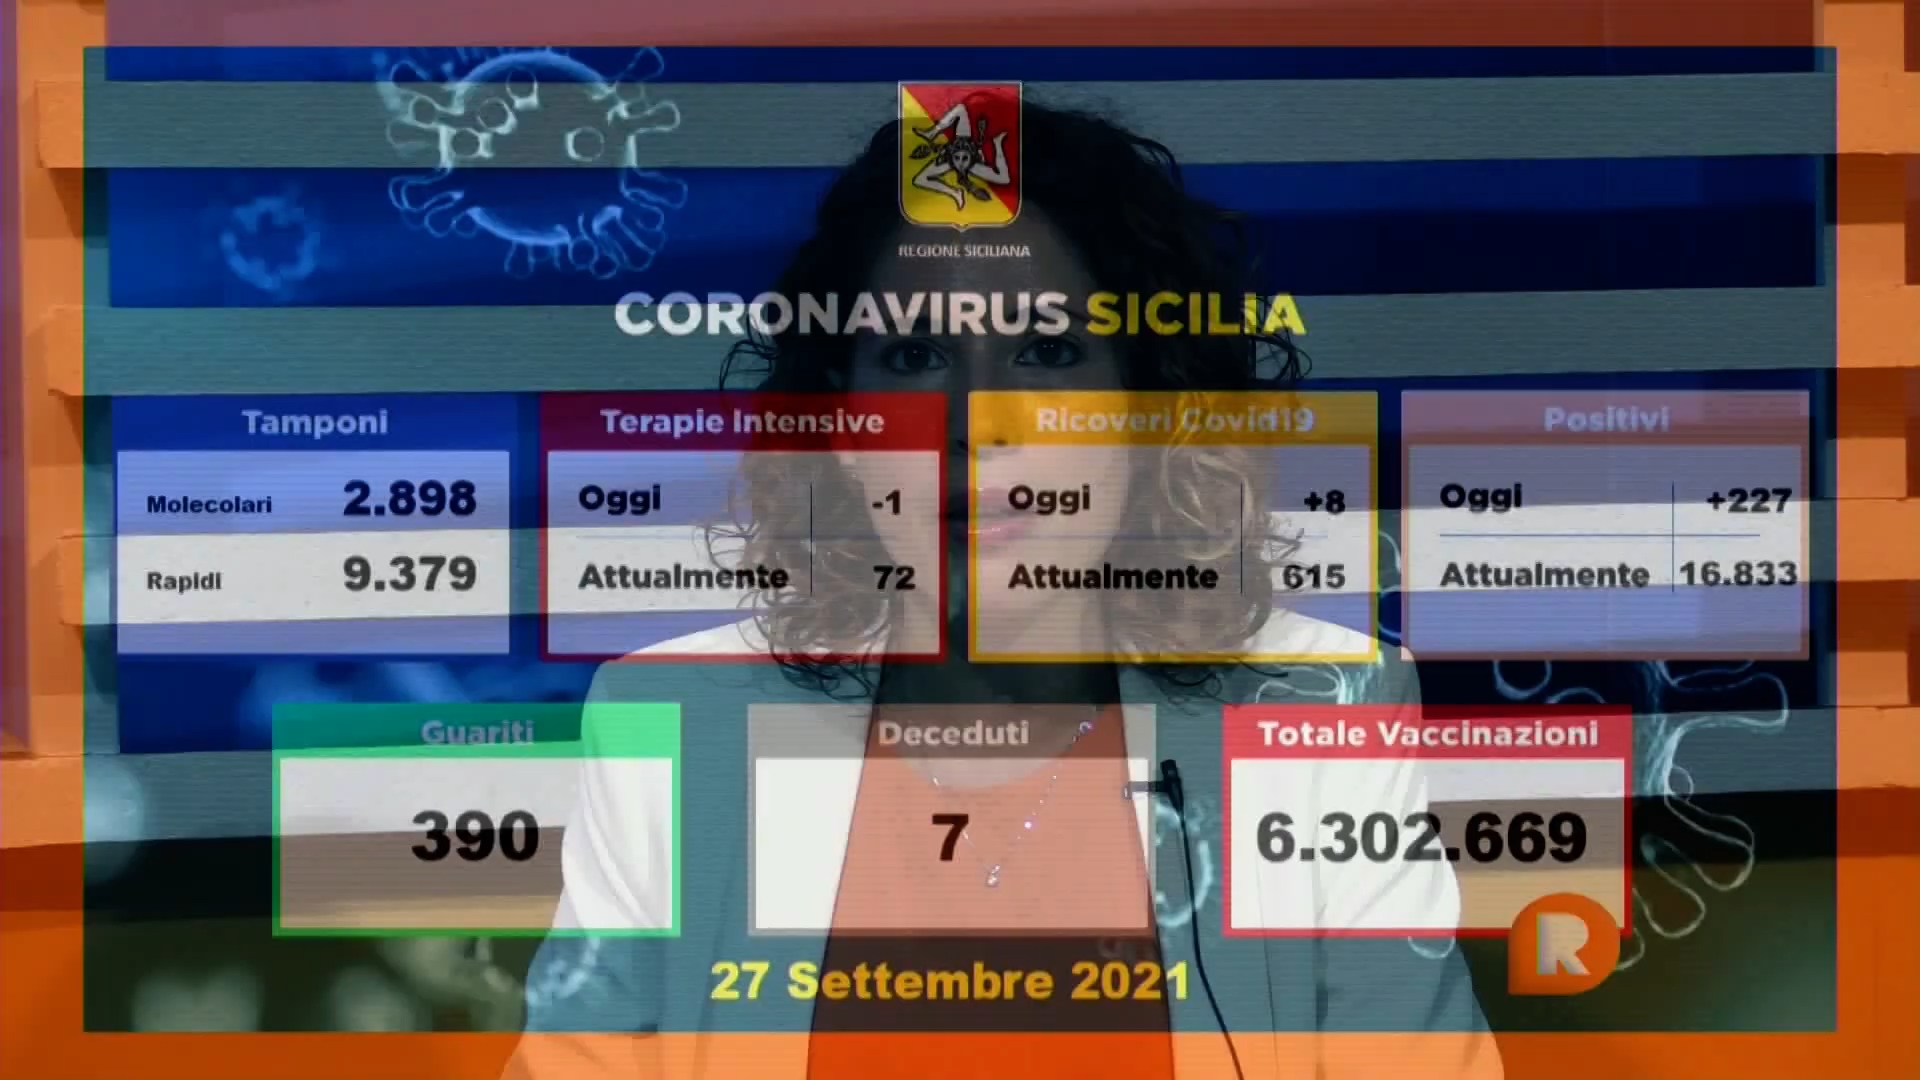 REGIONE SICILIANA
CORONAVIRUS SICILIA
Tamponi
Molecolari 2.898
Rapidi 9.379
Terapie Intensive
Oggi -1
Attualmente 72
Ricoveri Covid19
Oggi +8
Attualmente 615
Positivi
Oggi +227
Attualmente 16.833
Guariti
390
Deceduti
7
Totale Vaccinazioni
6.302.669
R
27 Settembre 2021